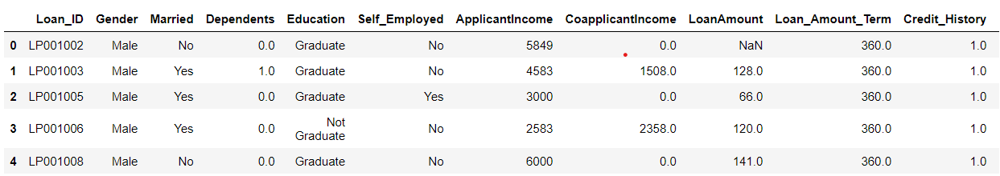 Loan_ID Gender Married Dependents Education Self_Employed ApplicantIncome CoapplicantIncome LoanAmount Loan_Amount_Term Credit_History
0 LP001002 Male No 0.0 Graduate No 5849 0.0 NaN 360.0 1.0
1 LP001003 Male Yes 1.0 Graduate No 4583 1508.0 128.0 360.0 1.0
2 LP001005 Male Yes 0.0 Graduate Yes 3000 0.0 66.0 360.0 1.0
3 LP001006 Male Yes 0.0 Not Graduate No 2583 2358.0 120.0 360.0 1.0
4 LP001008 Male No 0.0 Graduate No 6000 0.0 141.0 360.0 1.0